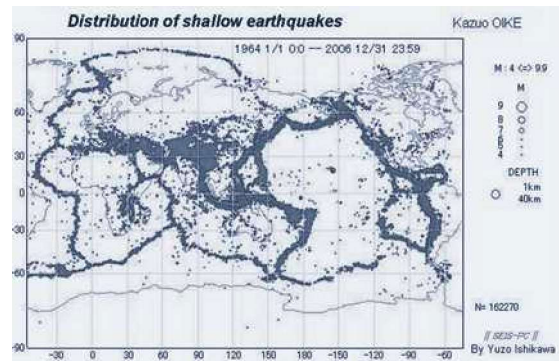 Distribution of shallow earthquakes
Kazuo OIKE
1964 1/1 0:0 -- 2006 12/31 23:59
M : 4 <=> 9.9
M
9
8
7
6
5
4
DEPTH
1km
40km
N= 162270
// SEIS-PC //
By Yuzo Ishikawa
90
60
30
0
-30
-60
-90
-30 0 30 60 90 120 150 180 -150 -120 -90 -60